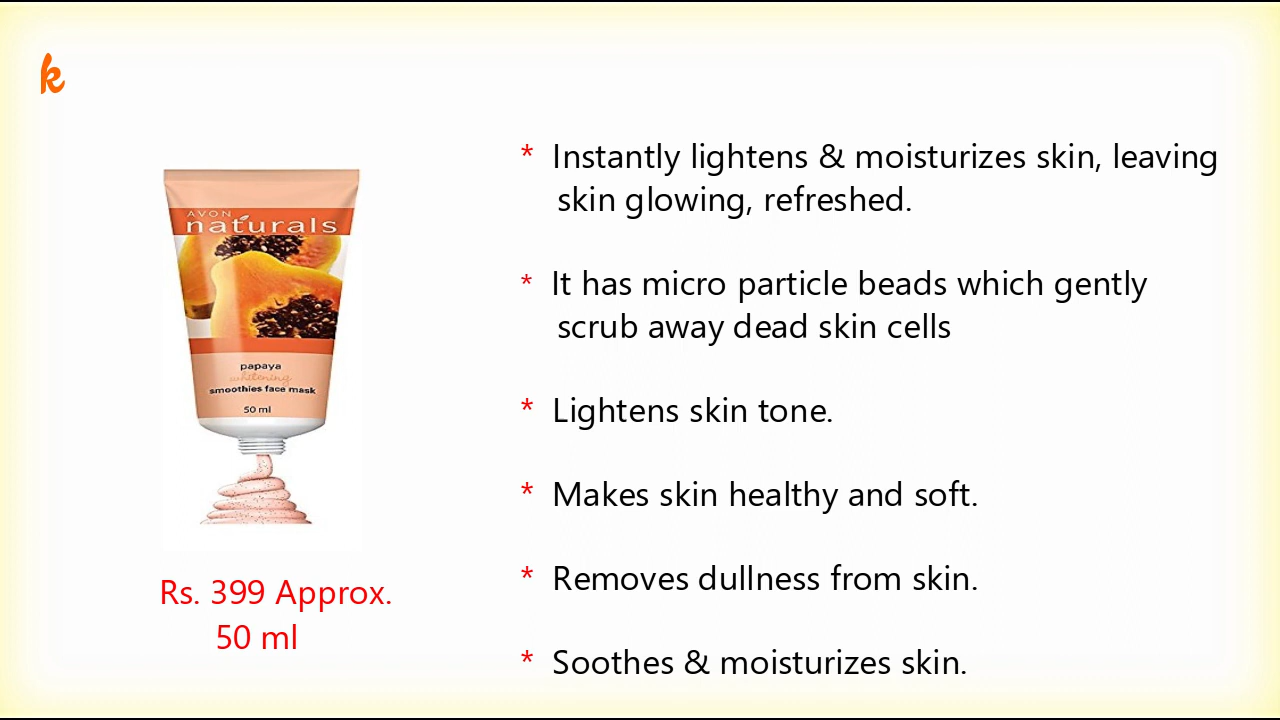 k
AVON
naturals
papaya
whitening
smoothies face mask
50 ml
Rs. 399 Approx.
50 ml
* Instantly lightens & moisturizes skin, leaving
skin glowing, refreshed.
* It has micro particle beads which gently
scrub away dead skin cells
* Lightens skin tone.
* Makes skin healthy and soft.
* Removes dullness from skin.
* Soothes & moisturizes skin.